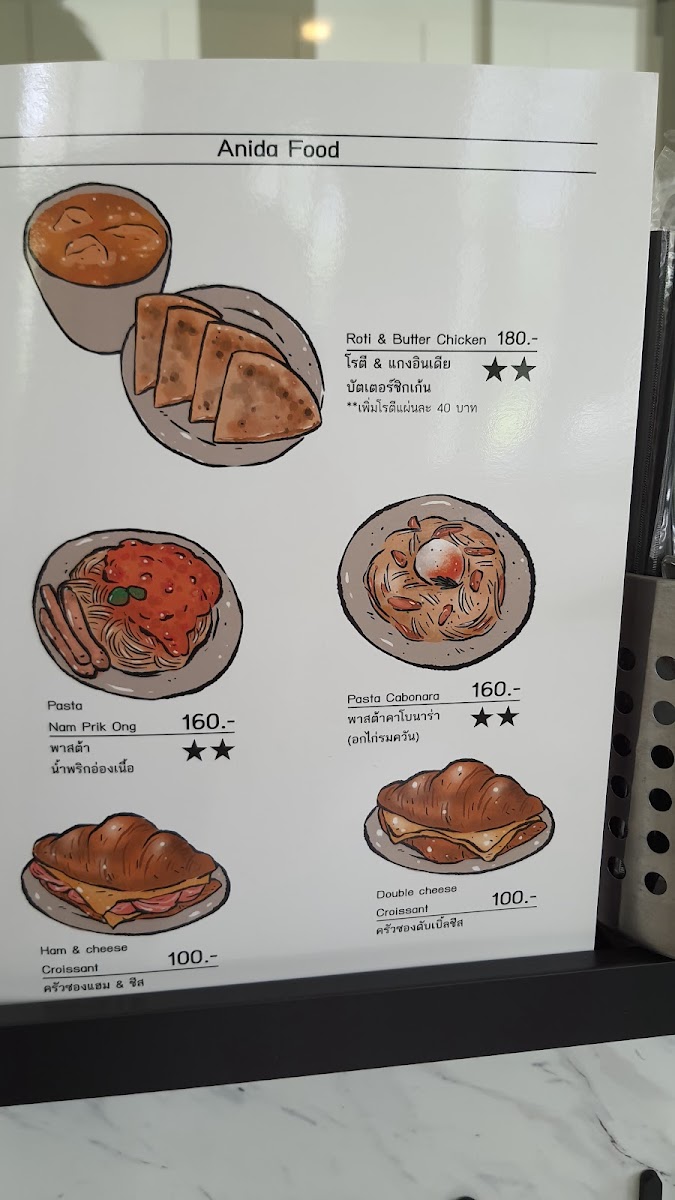 Anida Food
Roti & Butter Chicken 180.-
โรตี & แกงอินเดีย
บัตเตอร์ชิกเก้น
**เพิ่มโรตีแผ่นละ 40 บาท
Pasta
Nam Prik Ong 160.-
พาสต้า
น้ำพริกอ่องเนื้อ
Pasta Cabonara 160.-
พาสต้าคาโบนาร่า
(อกไก่รมควัน)
Ham & cheese
Croissant 100.-
ครัวซองแฮม & ชีส
Double cheese
Croissant 100.-
ครัวซองดับเบิ้ลชีส